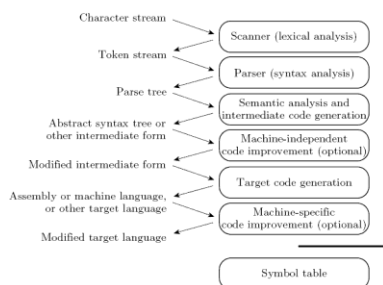 Character stream
Scanner (lexical analysis)
Token stream
Parser (syntax analysis)
Parse tree
Semantic analysis and
intermediate code generation
Abstract syntax tree or
other intermediate form
Machine-independent
code improvement (optional)
Modified intermediate form
Target code generation
Assembly or machine language,
or other target language
Machine-specific
code improvement (optional)
Modified target language
Symbol table